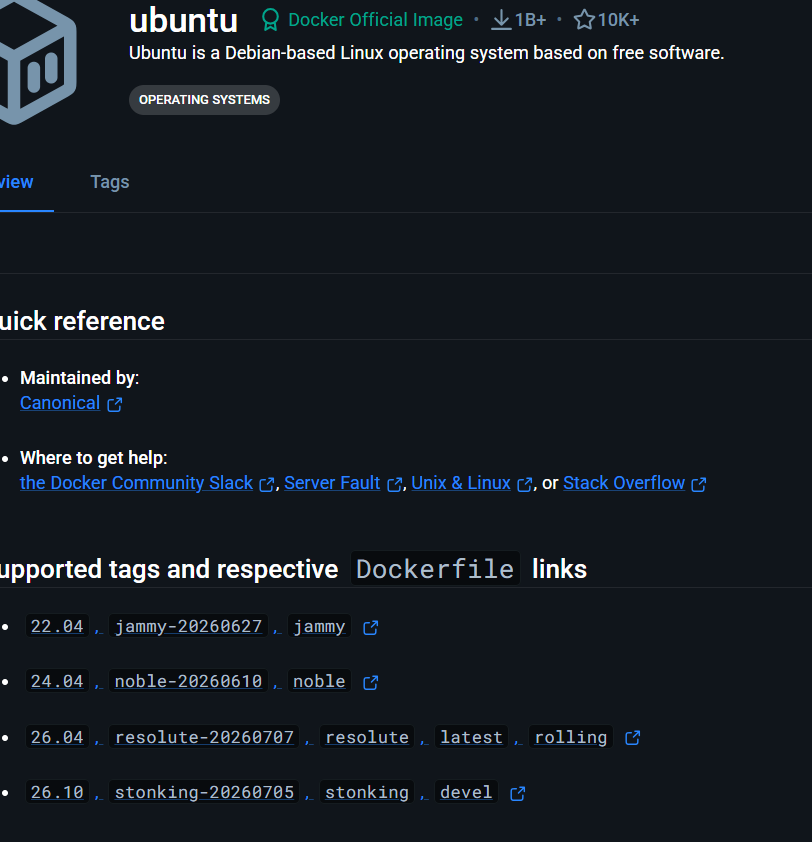 ubuntu Docker Official Image • 1B+ • 10K+
Ubuntu is a Debian-based Linux operating system based on free software.
OPERATING SYSTEMS
view Tags
uick reference
• Maintained by:
Canonical
• Where to get help:
the Docker Community Slack, Server Fault, Unix & Linux, or Stack Overflow
upported tags and respective Dockerfile links
• 22.04, jammy-20260627, jammy
• 24.04, noble-20260610, noble
• 26.04, resolute-20260707, resolute, latest, rolling
• 26.10, stonking-20260705, stonking, devel